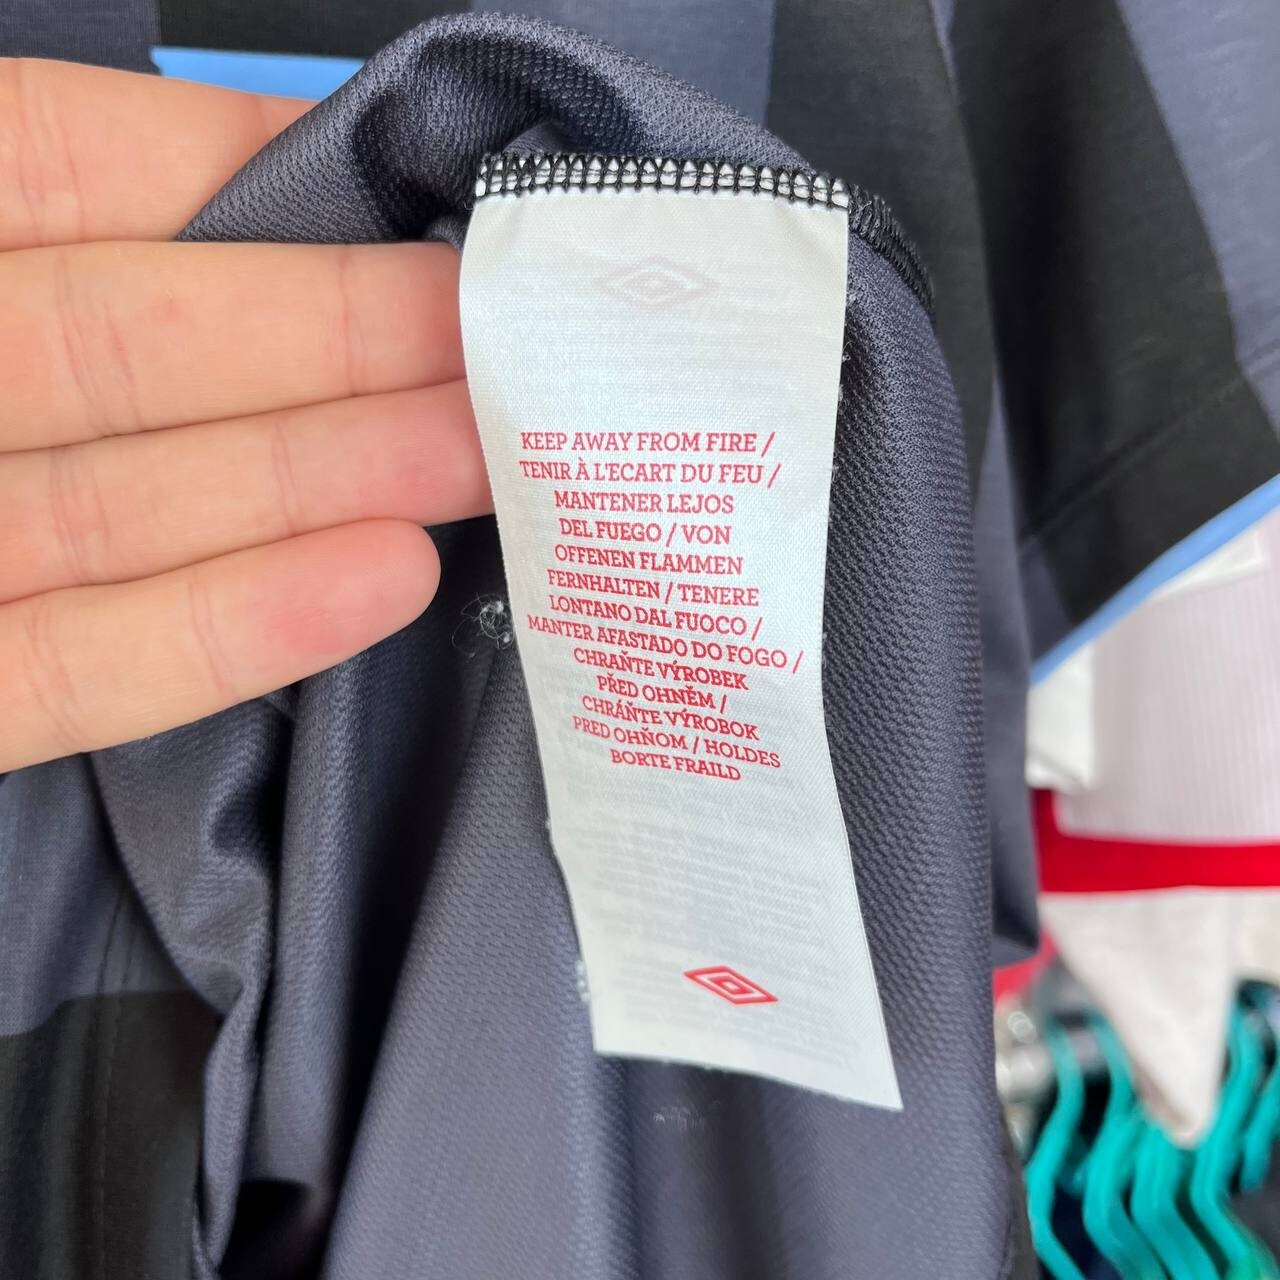 KEEP AWAY FROM FIRE /
TENIR À L'ECART DU FEU /
MANTENER LEJOS
DEL FUEGO / VON
OFFENEN FLAMMEN
FERNHALTEN / TENERE
LONTANO DAL FUOCO /
MANTER AFASTADO DO FOGO /
CHRAŇTE VÝROBEK
PŘED OHNĚM /
CHRÁŇTE VÝROBOK
PRED OHŇOM / HOLDES
BORTE FRAILD